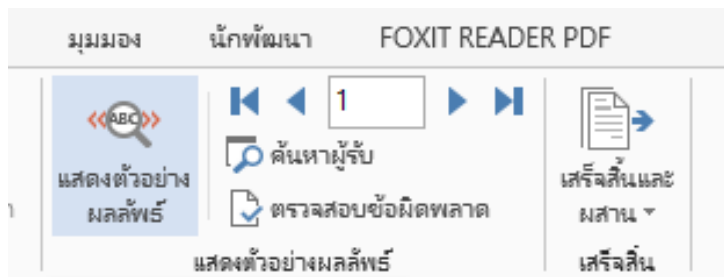 มุมมอง นักพัฒนา FOXIT READER PDF
«ABC»
1
แสดงตัวอย่าง
ผลลัพธ์
ค้นหาผู้รับ
ตรวจสอบข้อผิดพลาด
เสร็จสิ้นและ
ผสาน
แสดงตัวอย่างผลลัพธ์
เสร็จสิ้น